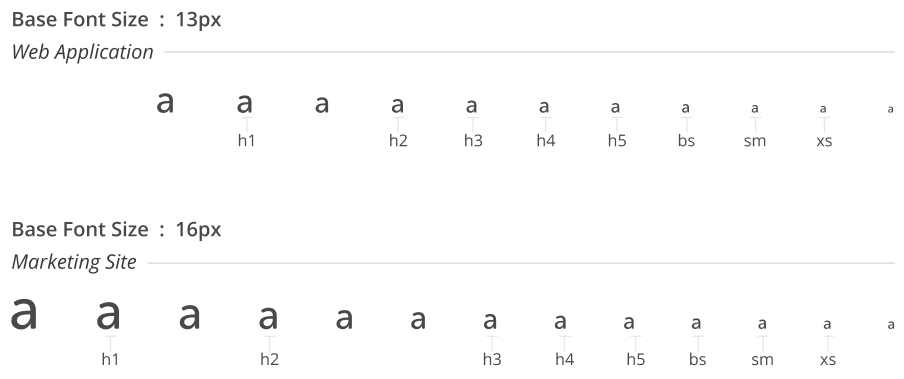 Base Font Size : 13px
Web Application
a a a a a a a a a a a
h1 h2 h3 h4 h5 bs sm xs
Base Font Size : 16px
Marketing Site
a a a a a a a a a a a a a
h1 h2 h3 h4 h5 bs sm xs